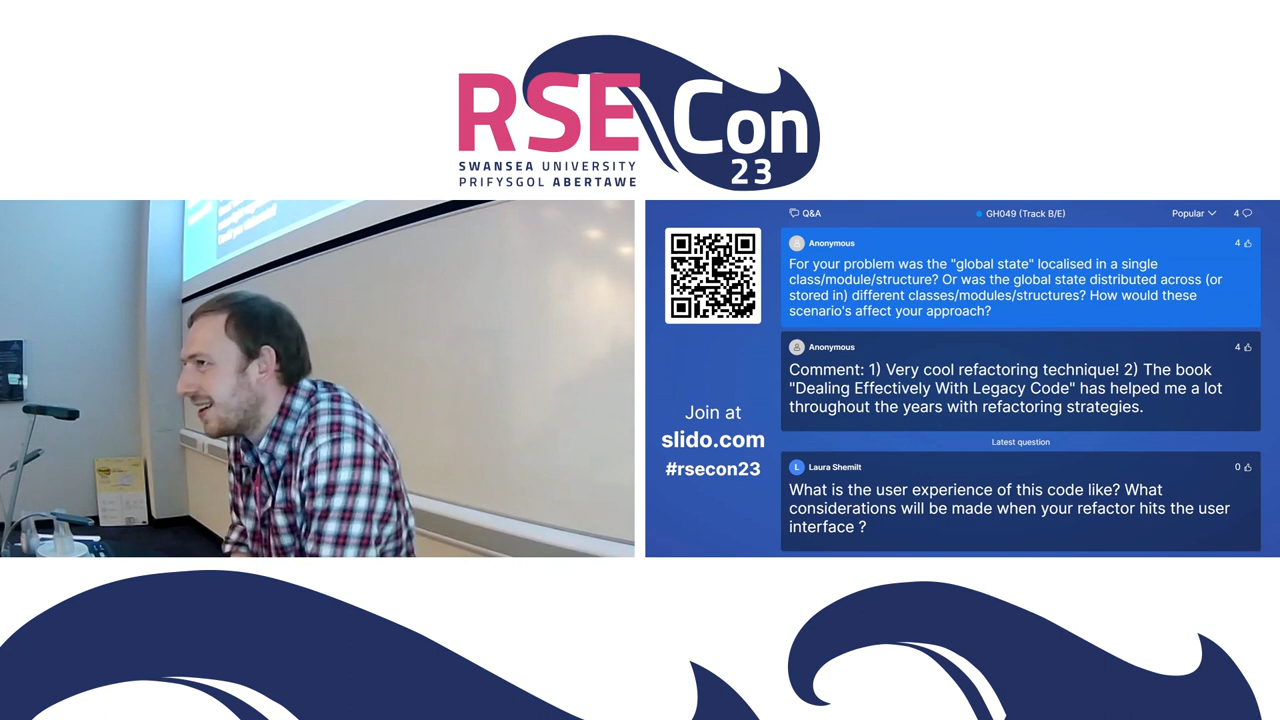 RSE Con
23
SWANSEA UNIVERSITY
PRIFYSGOL ABERTAWE
Q&A
GH049 (Track B/E)
Popular
4
Anonymous
4
For your problem was the "global state" localised in a single
class/module/structure? Or was the global state distributed across (or
stored in) different classes/modules/structures? How would these
scenario's affect your approach?
Anonymous
4
Comment: 1) Very cool refactoring technique! 2) The book
"Dealing Effectively With Legacy Code" has helped me a lot
throughout the years with refactoring strategies.
Join at
slido.com
#rsecon23
Latest question
L
Laura Shemilt
0
What is the user experience of this code like? What
considerations will be made when your refactor hits the user
interface ?